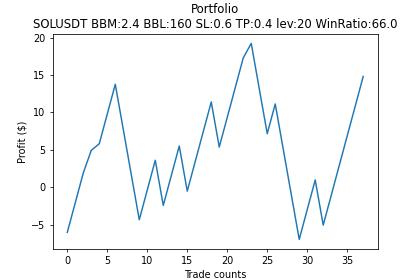 Portfolio
SOLUSDT BBM:2.4 BBL:160 SL:0.6 TP:0.4 lev:20 WinRatio:66.0
20
15
10
5
0
−5
Profit ($)
0 5 10 15 20 25 30 35
Trade counts